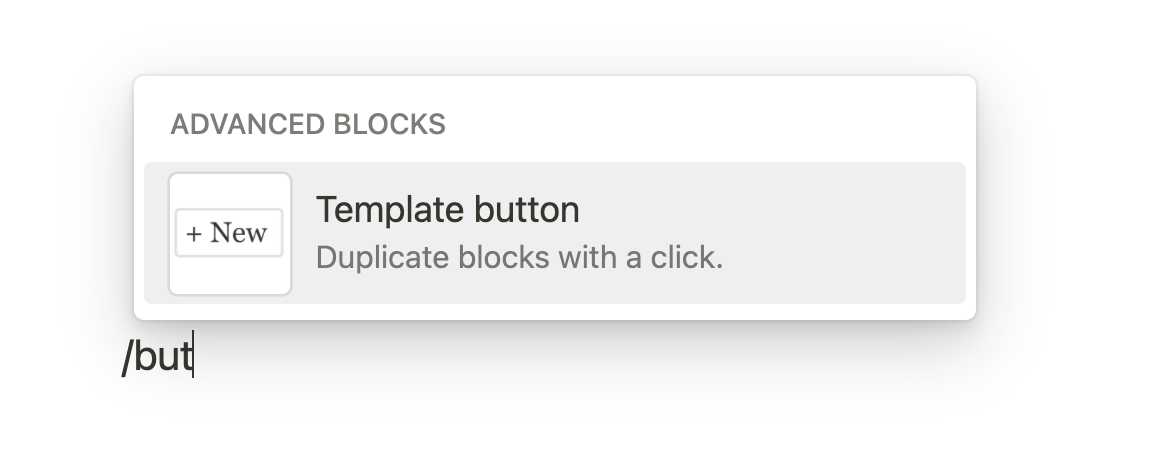 ADVANCED BLOCKS
+ New
Template button
Duplicate blocks with a click.
/but